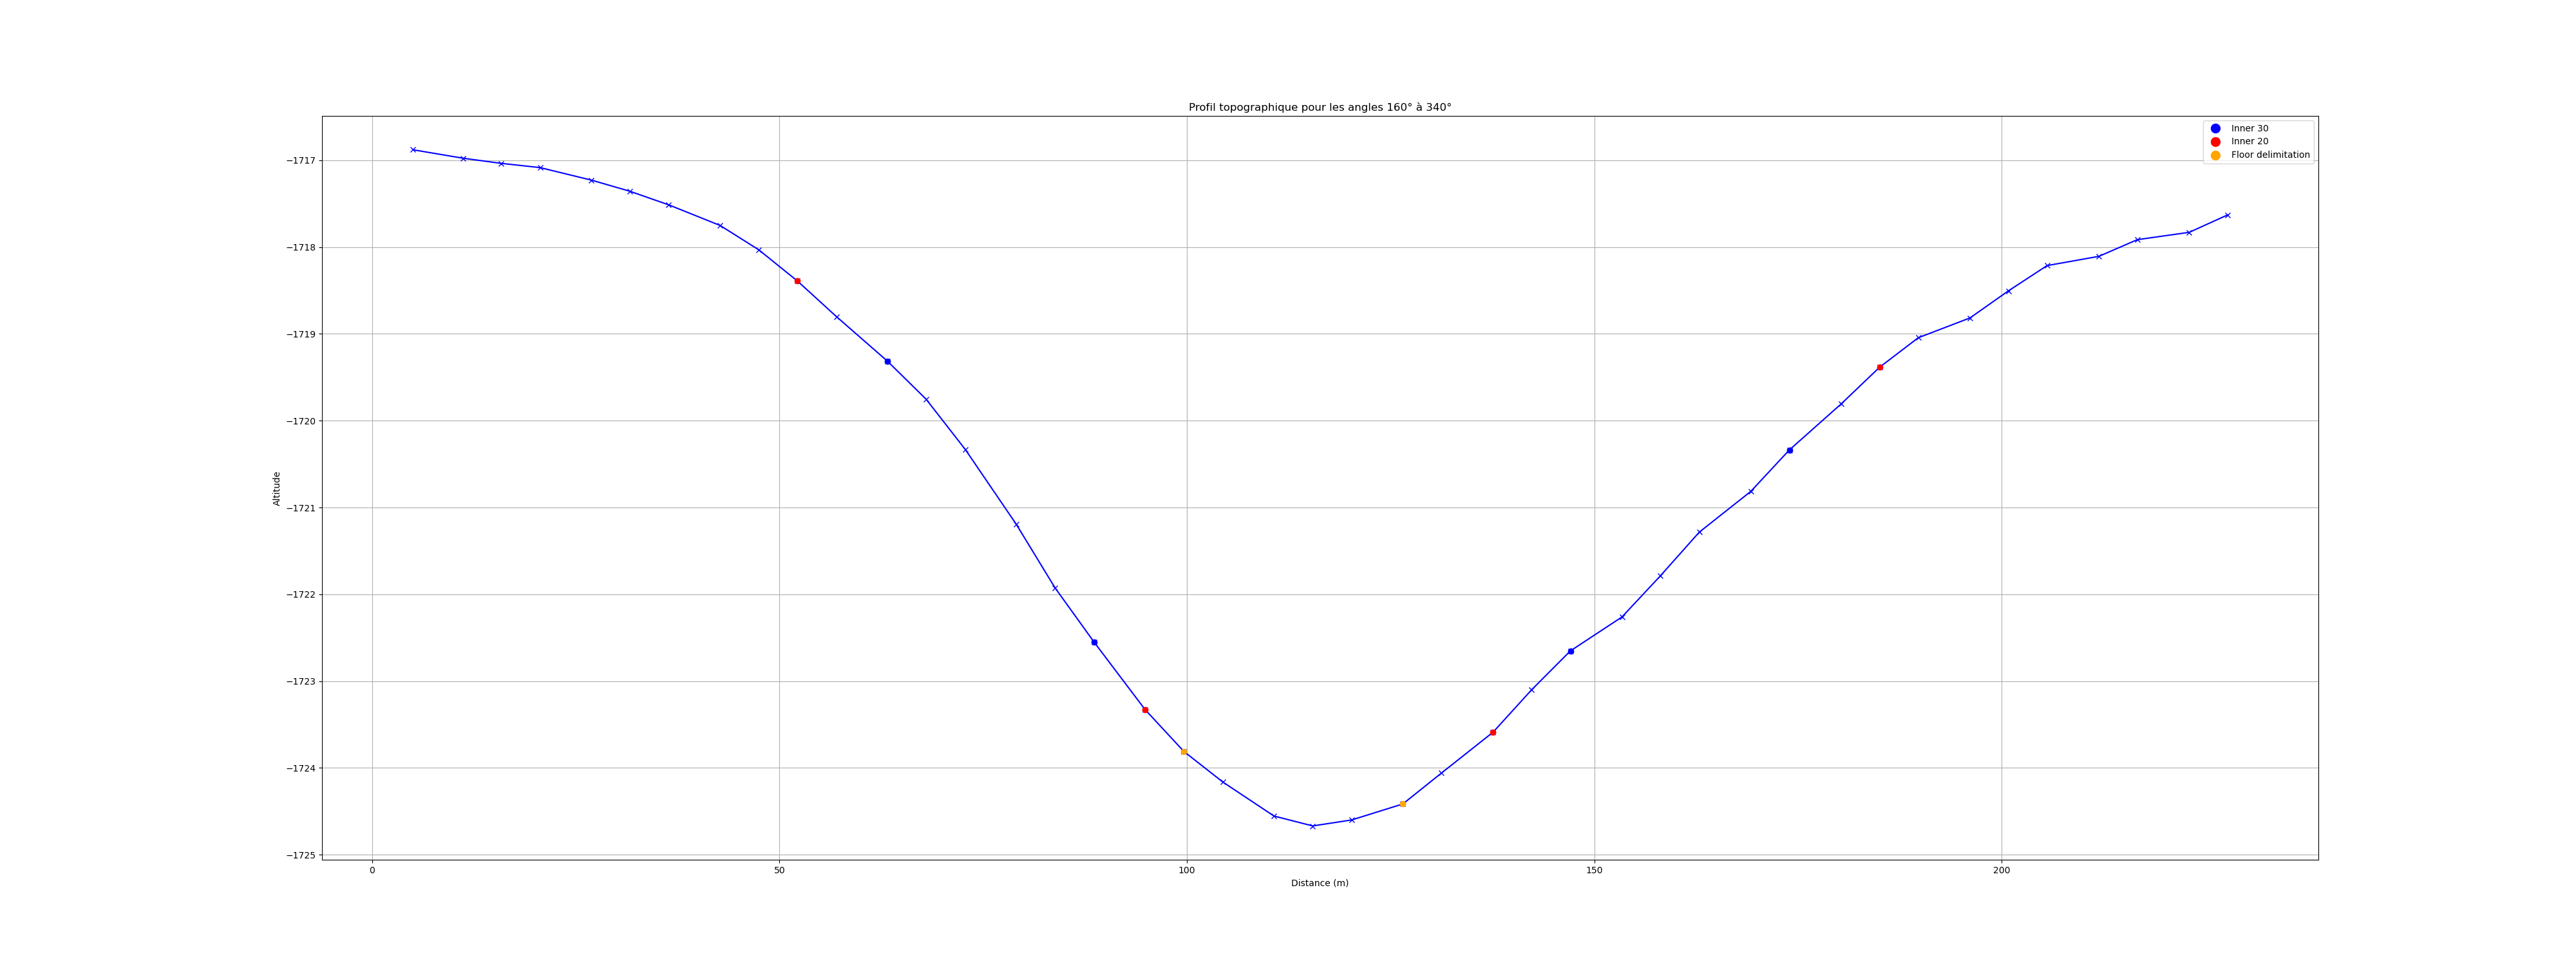 Profil topographique pour les angles 160° à 340°
Inner 30
Inner 20
Floor delimitation
−1717
−1718
−1719
−1720
−1721
−1722
−1723
−1724
−1725
Altitude
0
50
100
150
200
Distance (m)